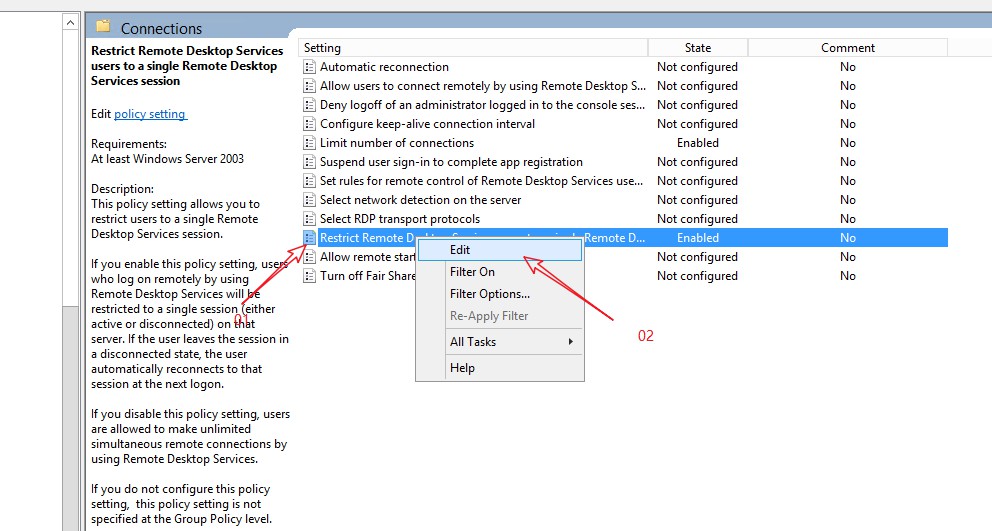 Connections
Restrict Remote Desktop Services
users to a single Remote Desktop
Services session
Edit policy setting
Requirements:
At least Windows Server 2003
Description:
This policy setting allows you to
restrict users to a single Remote
Desktop Services session.
If you enable this policy setting, users
who log on remotely by using
Remote Desktop Services will be
restricted to a single session (either
active or disconnected) on that
server. If the user leaves the session in
a disconnected state, the user
automatically reconnects to that
session at the next logon.
If you disable this policy setting, users
are allowed to make unlimited
simultaneous remote connections by
using Remote Desktop Services.
If you do not configure this policy
setting,  this policy setting is not
specified at the Group Policy level.
Setting State Comment
Automatic reconnection Not configured No
Allow users to connect remotely by using Remote Desktop S... Not configured No
Deny logoff of an administrator logged in to the console ses... Not configured No
Configure keep-alive connection interval Not configured No
Limit number of connections Enabled No
Suspend user sign-in to complete app registration Not configured No
Set rules for remote control of Remote Desktop Services use... Not configured No
Select network detection on the server Not configured No
Select RDP transport protocols Not configured No
Restrict Remote Remote D... Enabled No
Allow remote Not configured No
Turn off Fair Share Not configured No
Edit
Filter On
Filter Options...
Re-Apply Filter
All Tasks
Help
01
02